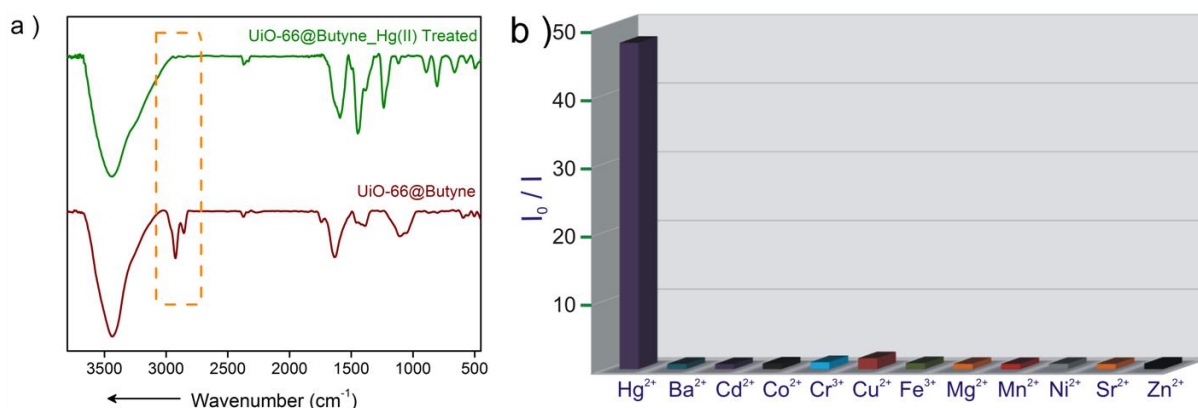 a )
UiO-66@Butyne_Hg(II) Treated
UiO-66@Butyne
3500 3000 2500 2000 1500 1000 500
Wavenumber (cm⁻¹)
b )
50
40
30
20
10
I₀ / I
Hg²⁺ Ba²⁺ Cd²⁺ Co²⁺ Cr³⁺ Cu²⁺ Fe³⁺ Mg²⁺ Mn²⁺ Ni²⁺ Sr²⁺ Zn²⁺